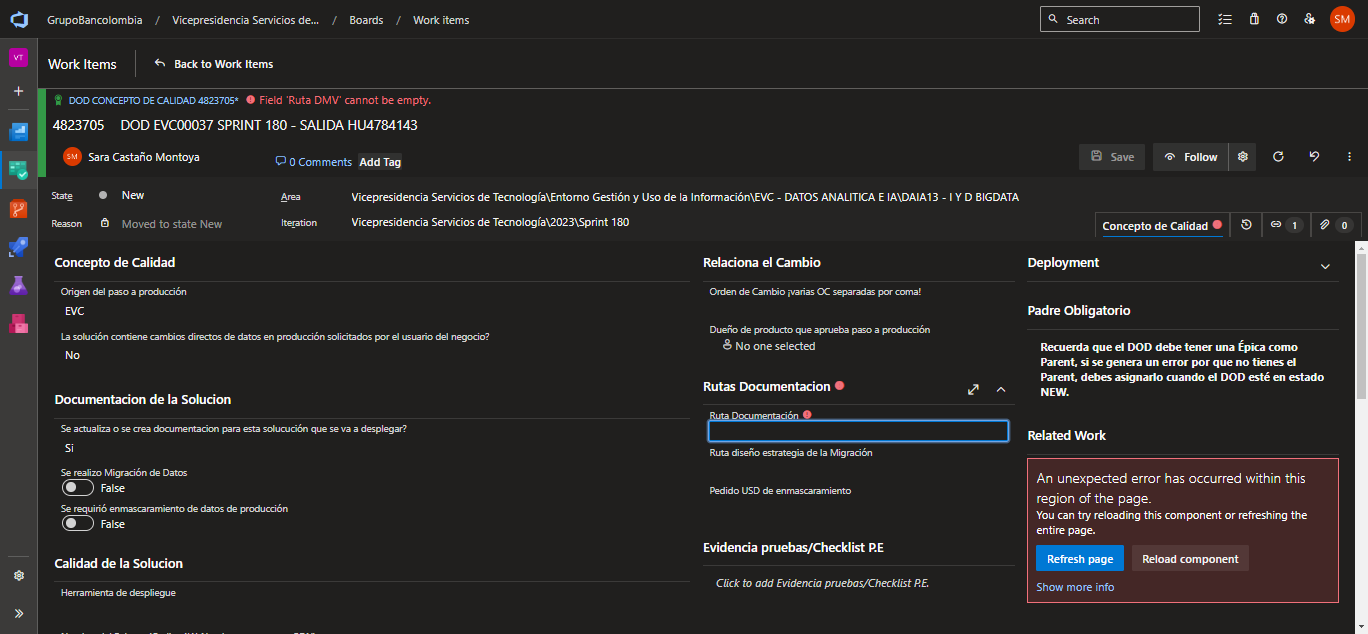 GrupoBancolombia / Vicepresidencia Servicios de... / Boards / Work items
Search
SM
VT
Work Items
Back to Work Items
DOD CONCEPTO DE CALIDAD 4823705* Field 'Ruta DMV' cannot be empty.
4823705 DOD EVC00037 SPRINT 180 - SALIDA HU4784143
SM Sara Castaño Montoya
0 Comments
Add Tag
Save
Follow
State New
Area Vicepresidencia Servicios de Tecnología\Entorno Gestión y Uso de la Información\EVC - DATOS ANALITICA E IA\DAIA13 - I Y D BIGDATA
Reason Moved to state New
Iteration Vicepresidencia Servicios de Tecnología\2023\Sprint 180
Concepto de Calidad
1
0
Concepto de Calidad
Origen del paso a producción
EVC
La solución contiene cambios directos de datos en producción solicitados por el usuario del negocio?
No
Documentacion de la Solucion
Se actualiza o se crea documentacion para esta solucución que se va a desplegar?
Si
Se realizo Migración de Datos
False
Se requirió enmascaramiento de datos de producción
False
Calidad de la Solucion
Herramienta de despliegue
Relaciona el Cambio
Orden de Cambio ¡varias OC separadas por coma!
Dueño de producto que aprueba paso a producción
No one selected
Rutas Documentacion
Ruta Documentación
Ruta diseño estrategia de la Migración
Pedido USD de enmascaramiento
Evidencia pruebas/Checklist P.E
Click to add Evidencia pruebas/Checklist P.E.
Deployment
Padre Obligatorio
Recuerda que el DOD debe tener una Épica como
Parent, si se genera un error por que no tienes el
Parent, debes asignarlo cuando el DOD esté en estado
NEW.
Related Work
An unexpected error has occurred within this
region of the page.
You can try reloading this component or refreshing the
entire page.
Refresh page
Reload component
Show more info